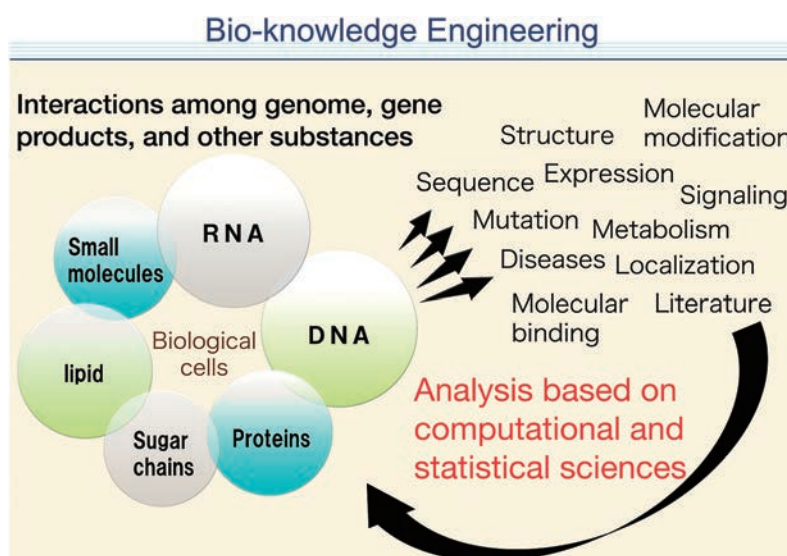 Bio-knowledge Engineering
Interactions among genome, gene
products, and other substances
Molecular
modification
Structure
Sequence
Expression
Signaling
Mutation
Metabolism
Diseases
Localization
Molecular
binding
Literature
RNA
Small
molecules
DNA
Biological
cells
lipid
Sugar
chains
Proteins
Analysis based on
computational and
statistical sciences